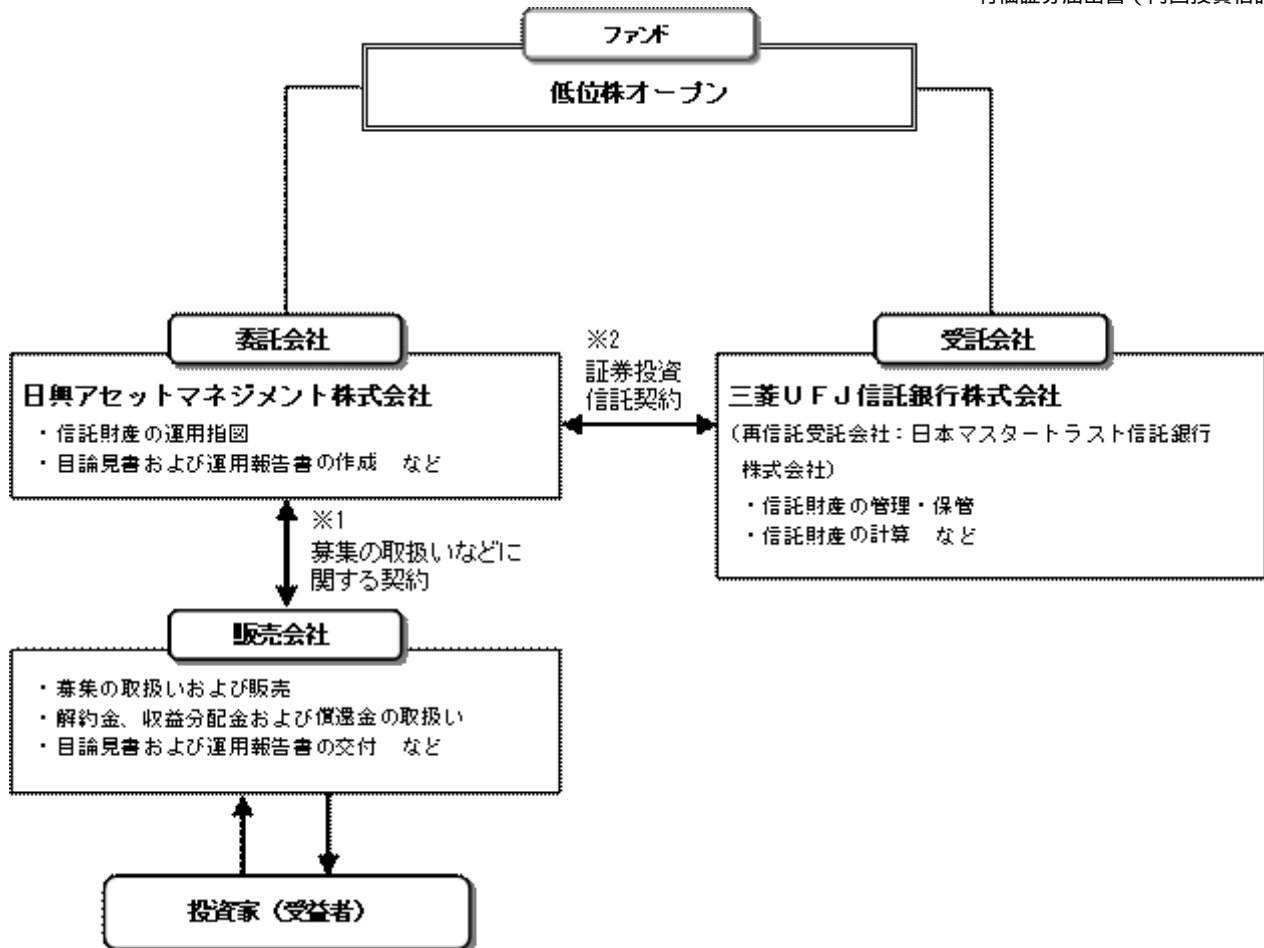 ファンド
低位株オープン
委託会社
日興アセットマネジメント株式会社
・信託財産の運用指図
・目論見書および運用報告書の作成 など
※2
証券投資
信託契約
受託会社
三菱UFJ信託銀行株式会社
(再信託受託会社:日本マスタートラスト信託銀行
株式会社)
・信託財産の管理・保管
・信託財産の計算 など
※1
募集の取扱いなどに
関する契約
販売会社
・募集の取扱いおよび販売
・解約金、収益分配金および償還金の取扱い
・目論見書および運用報告書の交付 など
投資家(受益者)